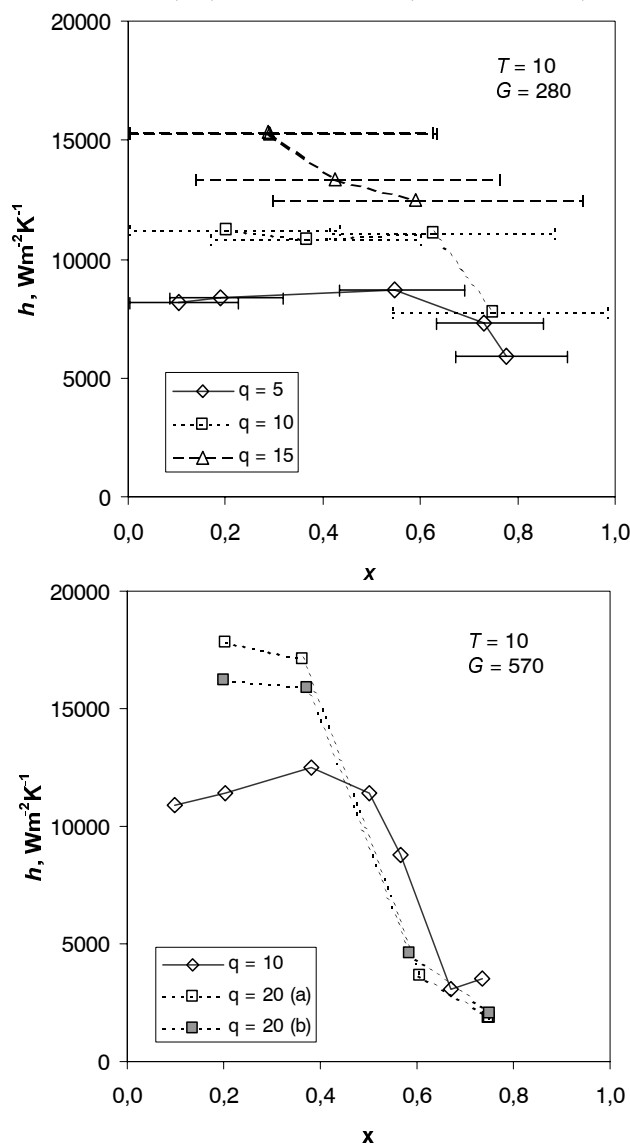 20000
T = 10
G = 280
15000
10000
h, Wm⁻²K⁻¹
5000
q = 5
q = 10
q = 15
0
0,0 0,2 0,4 0,6 0,8 1,0
x
20000
T = 10
G = 570
15000
10000
h, Wm⁻²K⁻¹
5000
q = 10
q = 20 (a)
q = 20 (b)
0
0,0 0,2 0,4 0,6 0,8 1,0
x